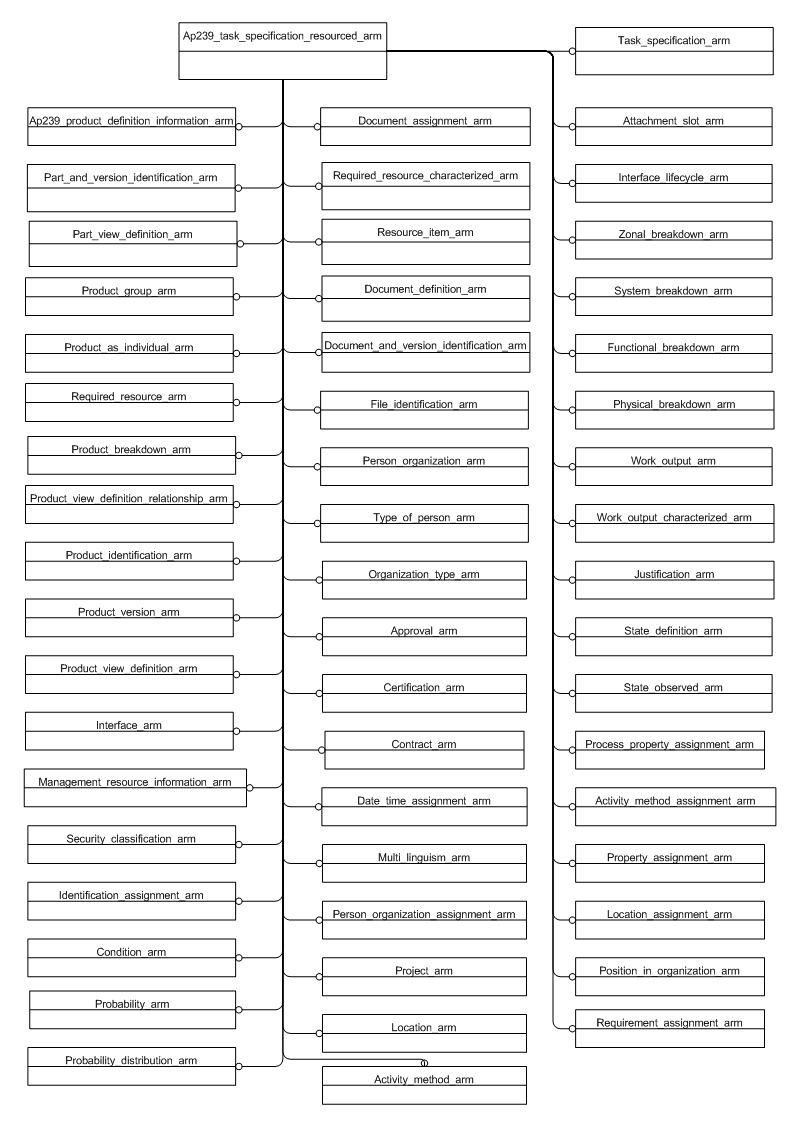 Ap239_task_specification_resourced_arm
Task_specification_arm
Ap239_product_definition_information_arm
Part_and_version_identification_arm
Part_view_definition_arm
Product_group_arm
Product_as_individual_arm
Required_resource_arm
Product_breakdown_arm
Product_view_definition_relationship_arm
Product_identification_arm
Product_version_arm
Product_view_definition_arm
Interface_arm
Management_resource_information_arm
Security_classification_arm
Identification_assignment_arm
Condition_arm
Probability_arm
Probability_distribution_arm
Document_assignment_arm
Required_resource_characterized_arm
Resource_item_arm
Document_definition_arm
Document_and_version_identification_arm
File_identification_arm
Person_organization_arm
Type_of_person_arm
Organization_type_arm
Approval_arm
Certification_arm
Contract_arm
Date_time_assignment_arm
Multi_linguism_arm
Person_organization_assignment_arm
Project_arm
Location_arm
Activity_method_arm
Attachment_slot_arm
Interface_lifecycle_arm
Zonal_breakdown_arm
System_breakdown_arm
Functional_breakdown_arm
Physical_breakdown_arm
Work_output_arm
Work_output_characterized_arm
Justification_arm
State_definition_arm
State_observed_arm
Process_property_assignment_arm
Activity_method_assignment_arm
Property_assignment_arm
Location_assignment_arm
Position_in_organization_arm
Requirement_assignment_arm